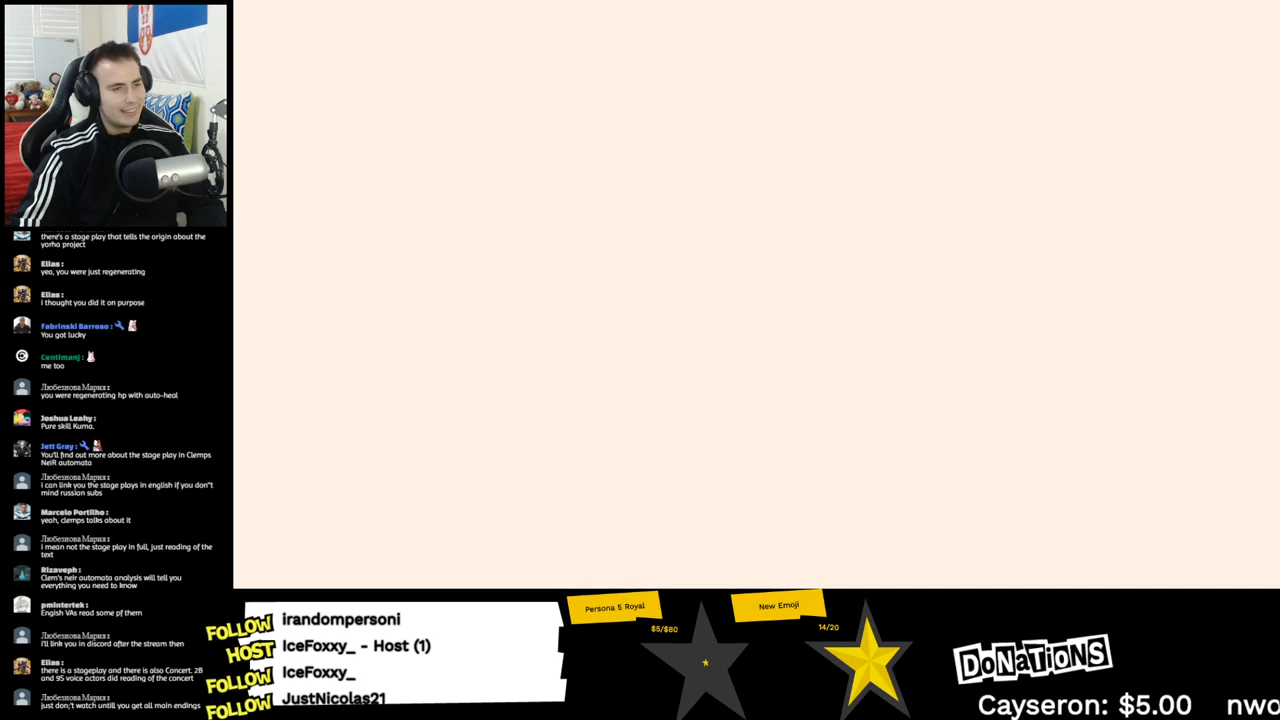 there's a stage play that tells the origin about the
yorha project
Elias :
yea, you were just regenerating
Elias :
i thought you did it on purpose
Fabrinski Barroso :
You got lucky
Centimanj :
me too
Любезнова Мария :
you were regenerating hp with auto-heal
Joshua Leahy :
Pure skill Kuma.
Jett Gray :
You'll find out more about the stage play in Clemps
NeiR automata
Любезнова Мария :
i can link you the stage plays in english if you don"t
mind russian subs
Marcelo Portilho :
yeah, clemps talks about it
Любезнова Мария :
i mean not the stage play in full, just reading of the
text
Rizaveph :
Clem's neir automata analysis will tell you
everything you need to know
pmintertek :
Engish VAs read some pf them
Любезнова Мария :
i'll link you in discord after the stream then
Elias :
there is a stageplay and there is also Concert. 2B
and 9S voice actors did reading of the concert
Любезнова Мария :
just don;'t watch untill you get all main endings
FOLLOW irandompersoni
HOST IceFoxxy_ - Host (1)
FOLLOW IceFoxxy_
FOLLOW JustNicolas21
Persona 5 Royal
$5/$80
New Emoji
14/20
DoNaTiONS
Cayseron: $5.00 nwo